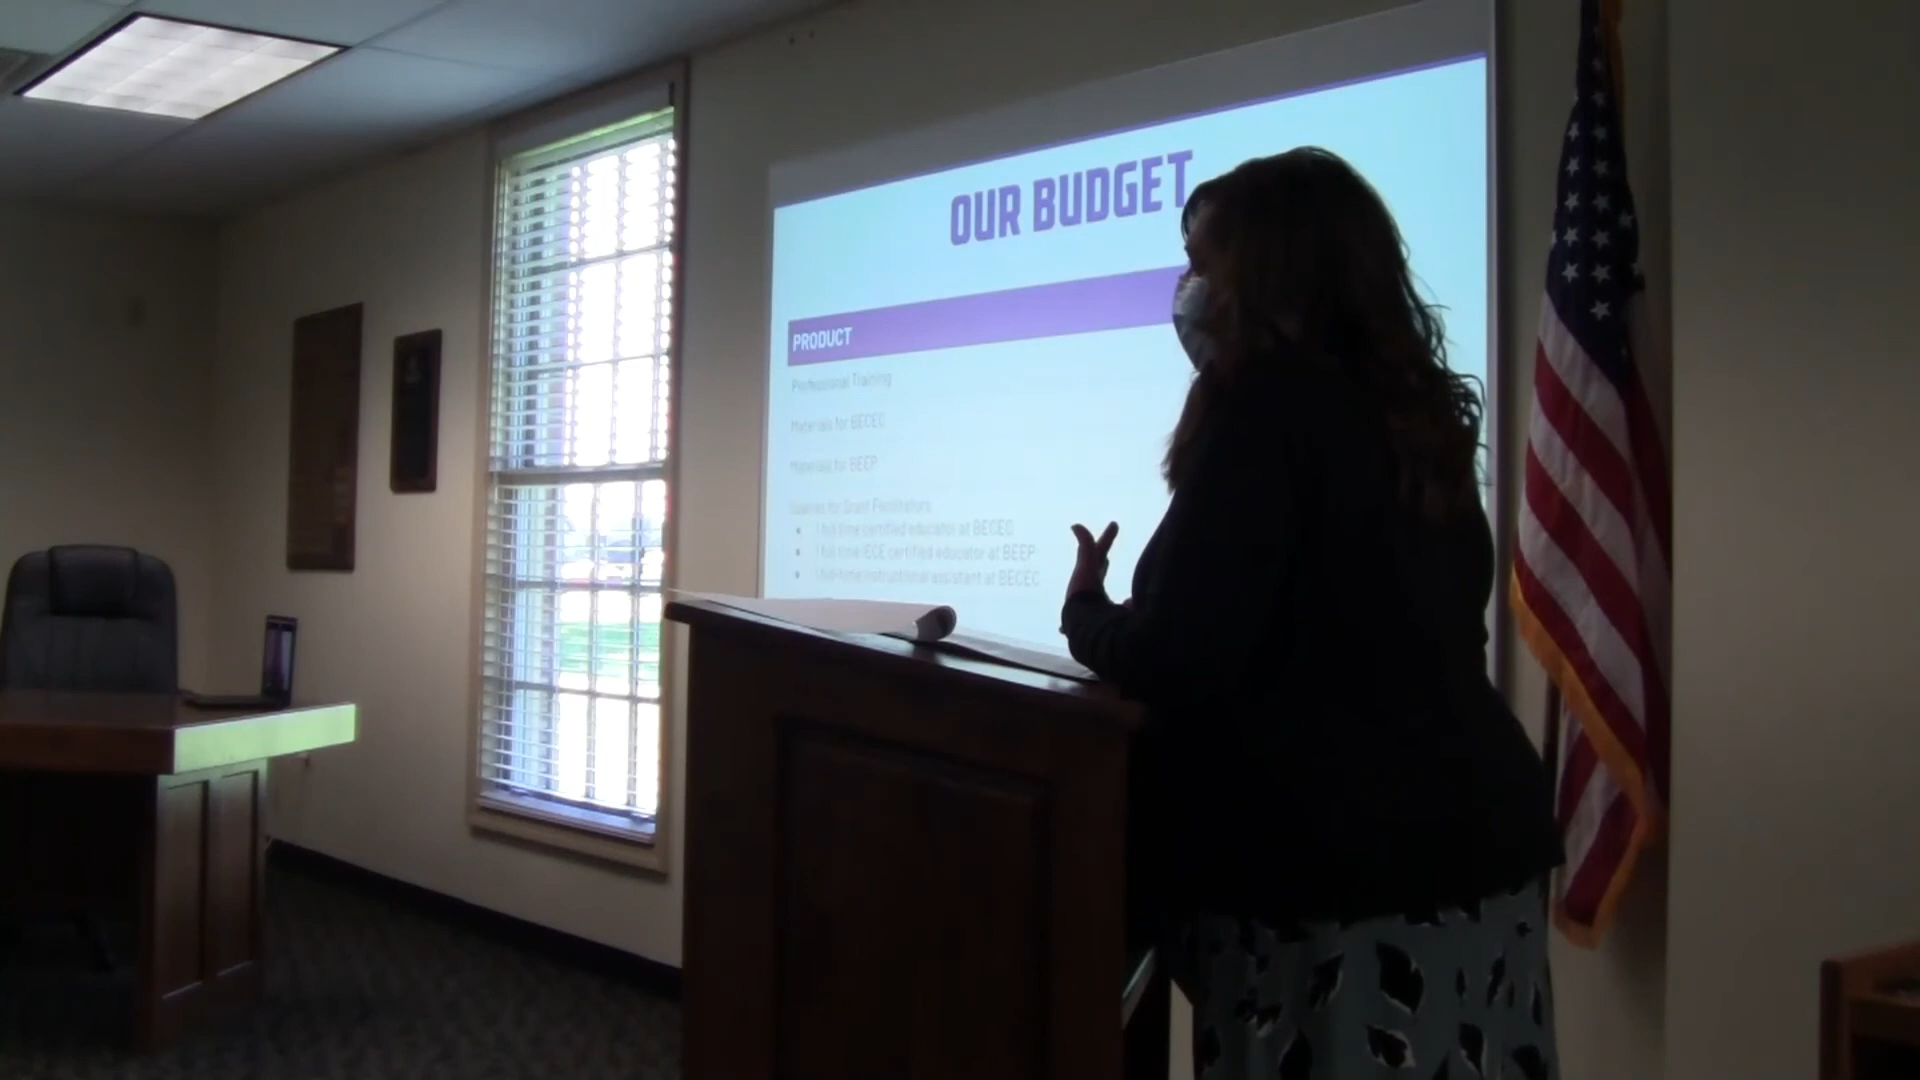 OUR BUDGET
PRODUCT
Professional Training
Materials for BECEC
Materials for BEEP
Salaries for Grant Facilitators
1 full time certified educator at BECEC
1 full time IECE certified educator at BEEP
1 full-time instructional assistant at BECEC